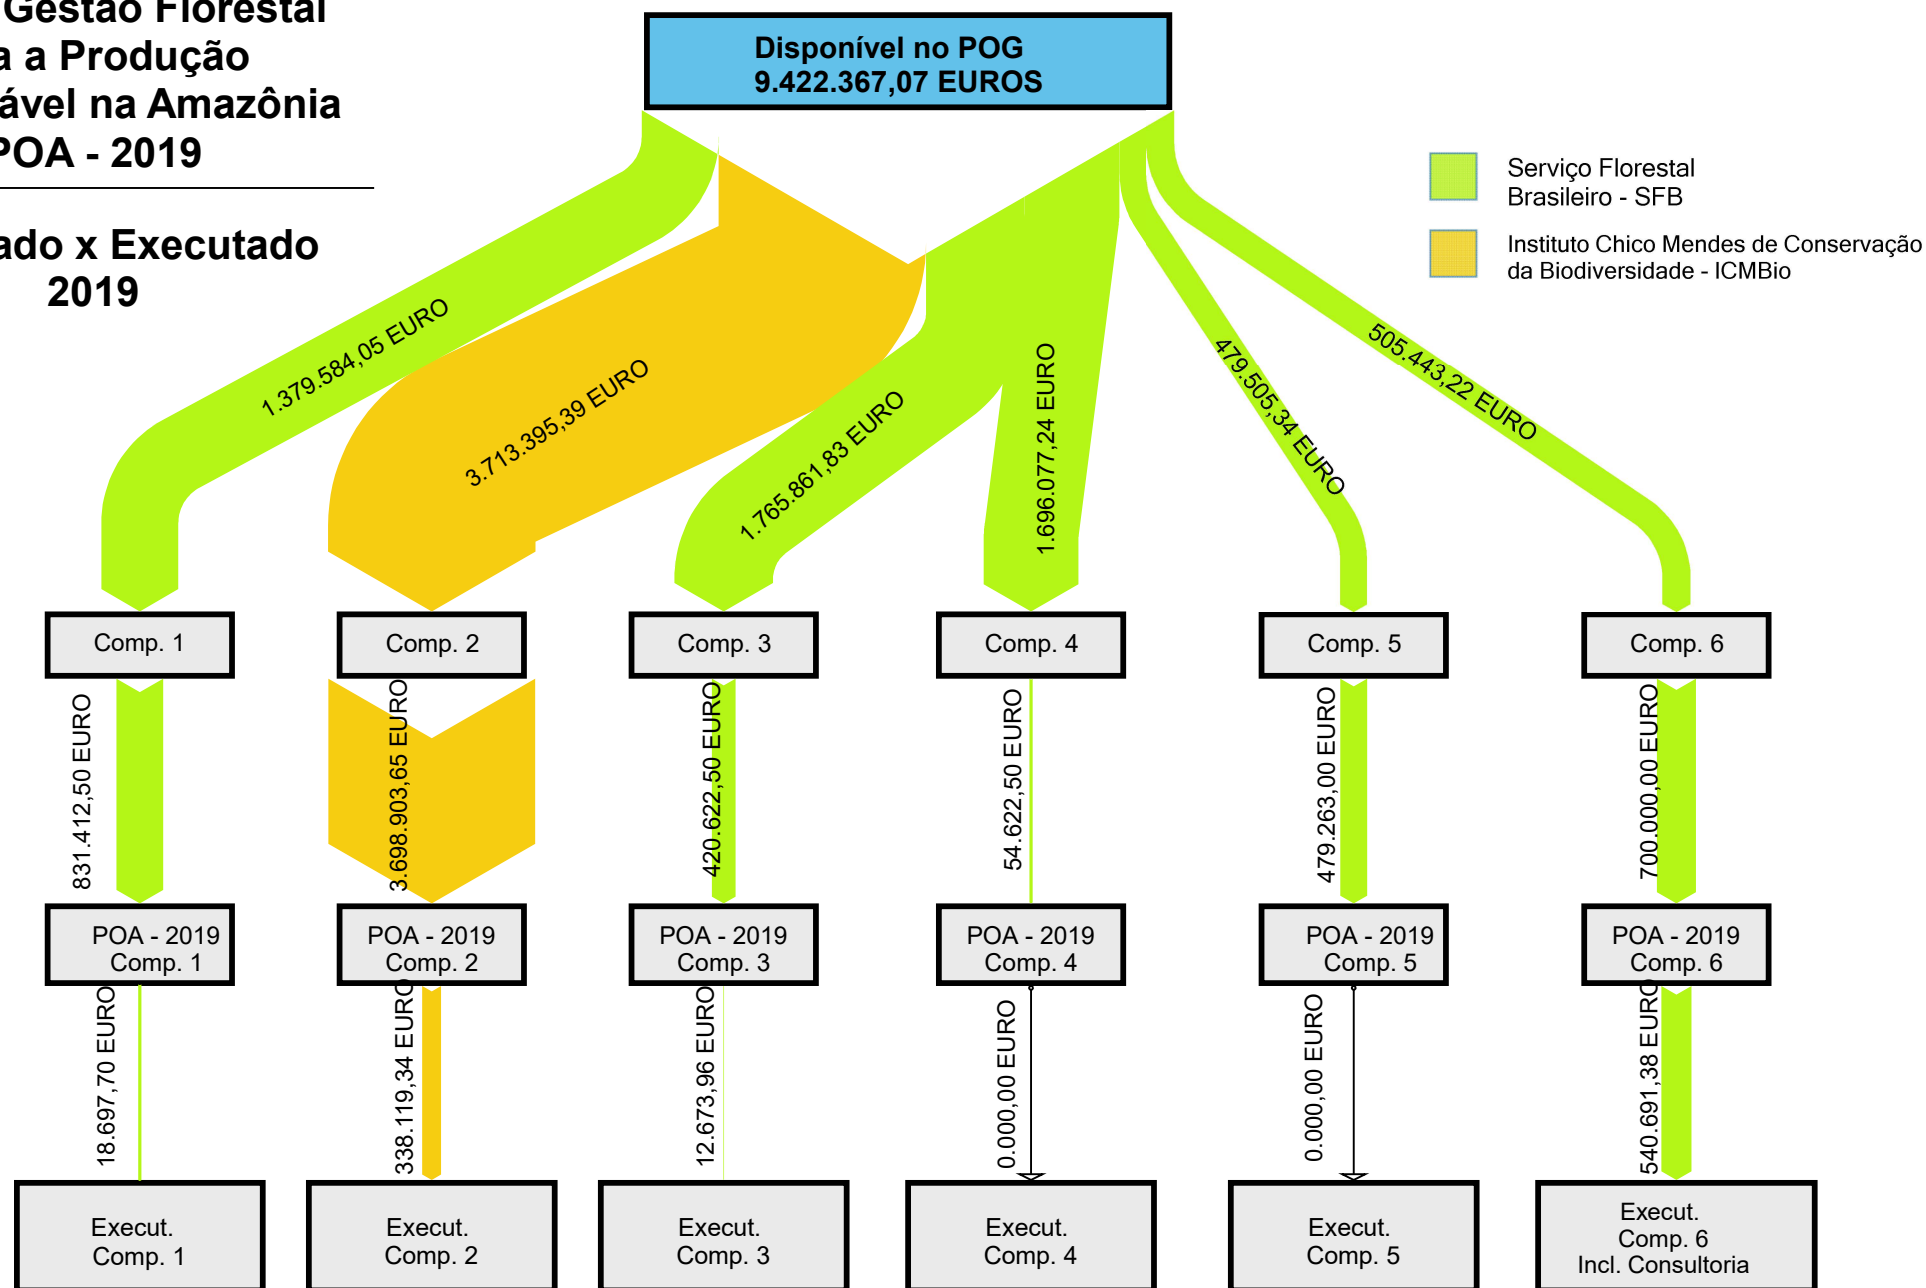 Gestão Florestal
a Produção
na Amazônia
POA - 2019
x Executado
2019
Disponível no POG
9.422.367,07 EUROS
Serviço Florestal
Brasileiro - SFB
Instituto Chico Mendes de Conservação
da Biodiversidade - ICMBio
1.379.584,05 EURO
3.713.395,39 EURO
1.765.861,83 EURO
1.696.077,24 EURO
479.505,34 EURO
505.443,22 EURO
Comp. 1
Comp. 2
Comp. 3
Comp. 4
Comp. 5
Comp. 6
831.412,50 EURO
3.698.903,65 EURO
420.622,50 EURO
54.622,50 EURO
479.263,00 EURO
700.000,00 EURO
POA - 2019
Comp. 1
POA - 2019
Comp. 2
POA - 2019
Comp. 3
POA - 2019
Comp. 4
POA - 2019
Comp. 5
POA - 2019
Comp. 6
18.697,70 EURO
338.119,34 EURO
12.673,96 EURO
0.000,00 EURO
0.000,00 EURO
540.691,38 EURO
Execut.
Comp. 1
Execut.
Comp. 2
Execut.
Comp. 3
Execut.
Comp. 4
Execut.
Comp. 5
Execut.
Comp. 6
Incl. Consultoria